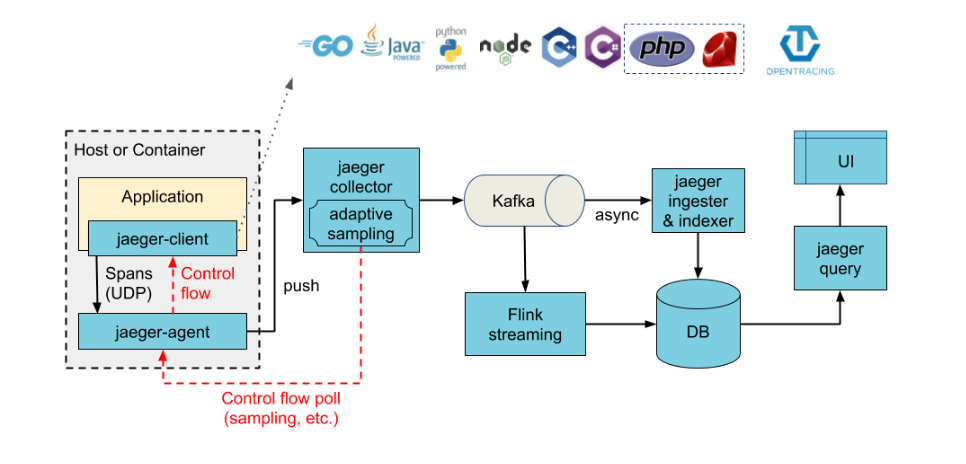 GO
Java
POWERED
python
powered
node
JS
C++
C#
php
OPENTRACING
Host or Container
Application
jaeger-client
Spans
(UDP)
Control
flow
jaeger-agent
push
jaeger
collector
adaptive
sampling
Control flow poll
(sampling, etc.)
Kafka
async
jaeger
ingester
& indexer
Flink
streaming
DB
jaeger
query
UI